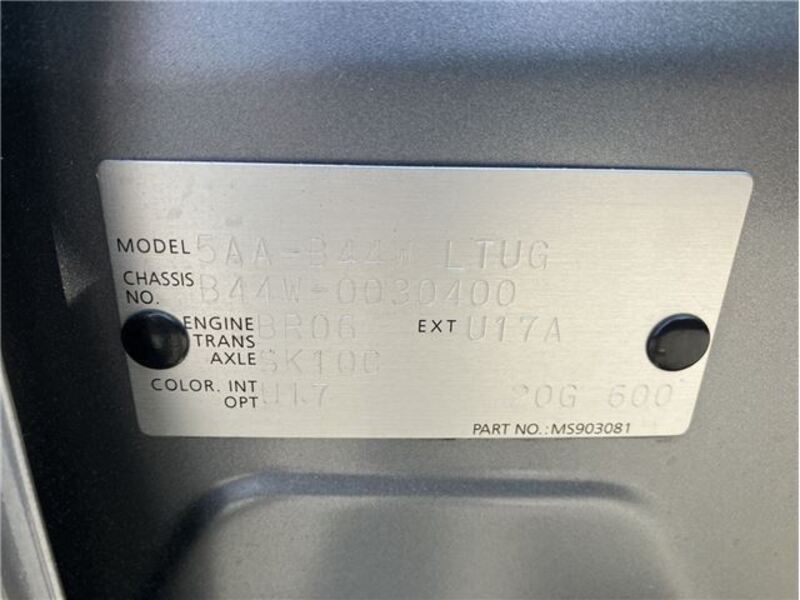 MODEL 5AA-B44W LTUG
CHASSIS NO. B44W-0030400
ENGINE BR06 EXT U17A
TRANS AXLE SK10C
COLOR. INT OPT U17 20G 600
PART NO.: MS903081